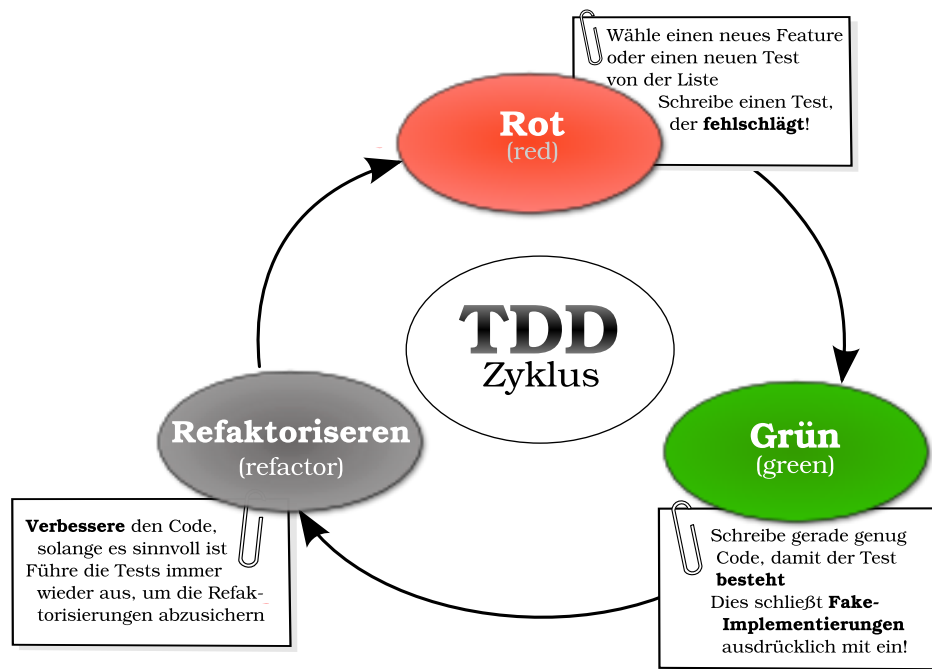 Wähle einen neues Feature
oder einen neuen Test
von der Liste
Schreibe einen Test,
der fehlschlägt!
Rot
(red)
TDD
Zyklus
Refaktoriseren
(refactor)
Grün
(green)
Verbessere den Code,
solange es sinnvoll ist
Führe die Tests immer
wieder aus, um die Refak-
torisierungen abzusichern
Schreibe gerade genug
Code, damit der Test
besteht
Dies schließt Fake-
Implementierungen
ausdrücklich mit ein!